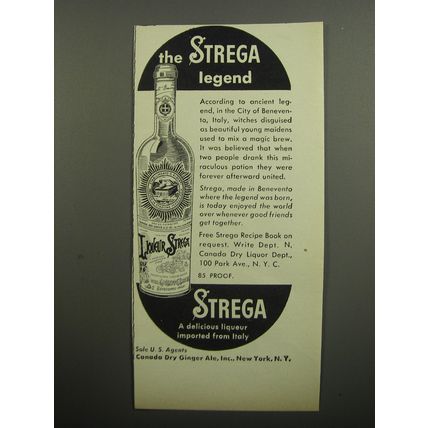 the STREGA
legend
According to ancient leg-
end, in the City of Beneven-
to, Italy, witches disguised
as beautiful young maidens
used to mix a magic brew.
It was believed that when
two people drank this mi-
raculous potion they were
forever afterward united.
Strega, made in Benevento
where the legend was born,
is today enjoyed the world
over whenever good friends
get together.
Free Strega Recipe Book on
request. Write Dept. N,
Canada Dry Liquor Dept.,
100 Park Ave., N. Y. C.
85 PROOF.
LIQUEUR STREGA
STREGA
A delicious liqueur
imported from Italy
Sole U. S. Agents
Canada Dry Ginger Ale, Inc., New York, N. Y.